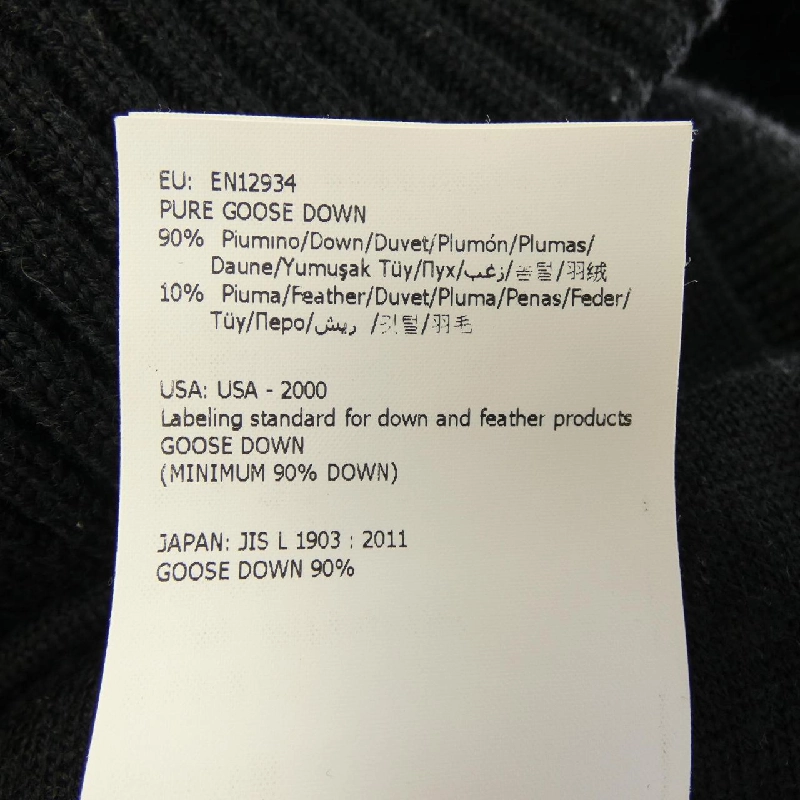 EU: EN12934
PURE GOOSE DOWN
90% Piumino/Down/Duvet/Plumón/Plumas/
Daune/Yumuşak Tüy/Пух/زغب/솜털/羽绒
10% Piuma/Feather/Duvet/Pluma/Penas/Feder/
Tüy/Перо/ريش /깃털/羽毛
USA: USA - 2000
Labeling standard for down and feather products
GOOSE DOWN
(MINIMUM 90% DOWN)
JAPAN: JIS L 1903 : 2011
GOOSE DOWN 90%